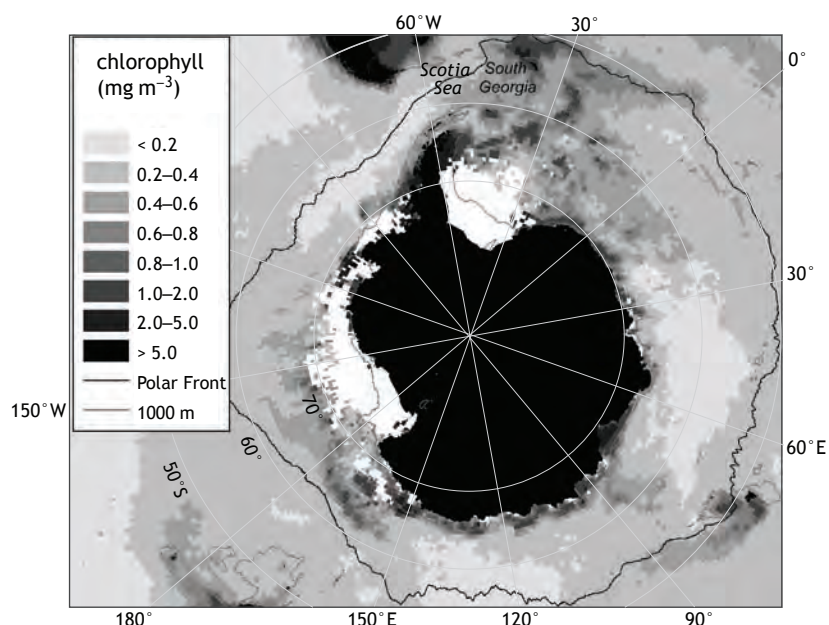 chlorophyll
(mg m⁻³)
< 0.2
0.2–0.4
0.4–0.6
0.6–0.8
0.8–1.0
1.0–2.0
2.0–5.0
> 5.0
Polar Front
1000 m
60˚W
30˚
0˚
Scotia
Sea
South
Georgia
30˚
60˚E
150˚W
70˚
60˚
50˚S
180˚
150˚E
120˚
90˚